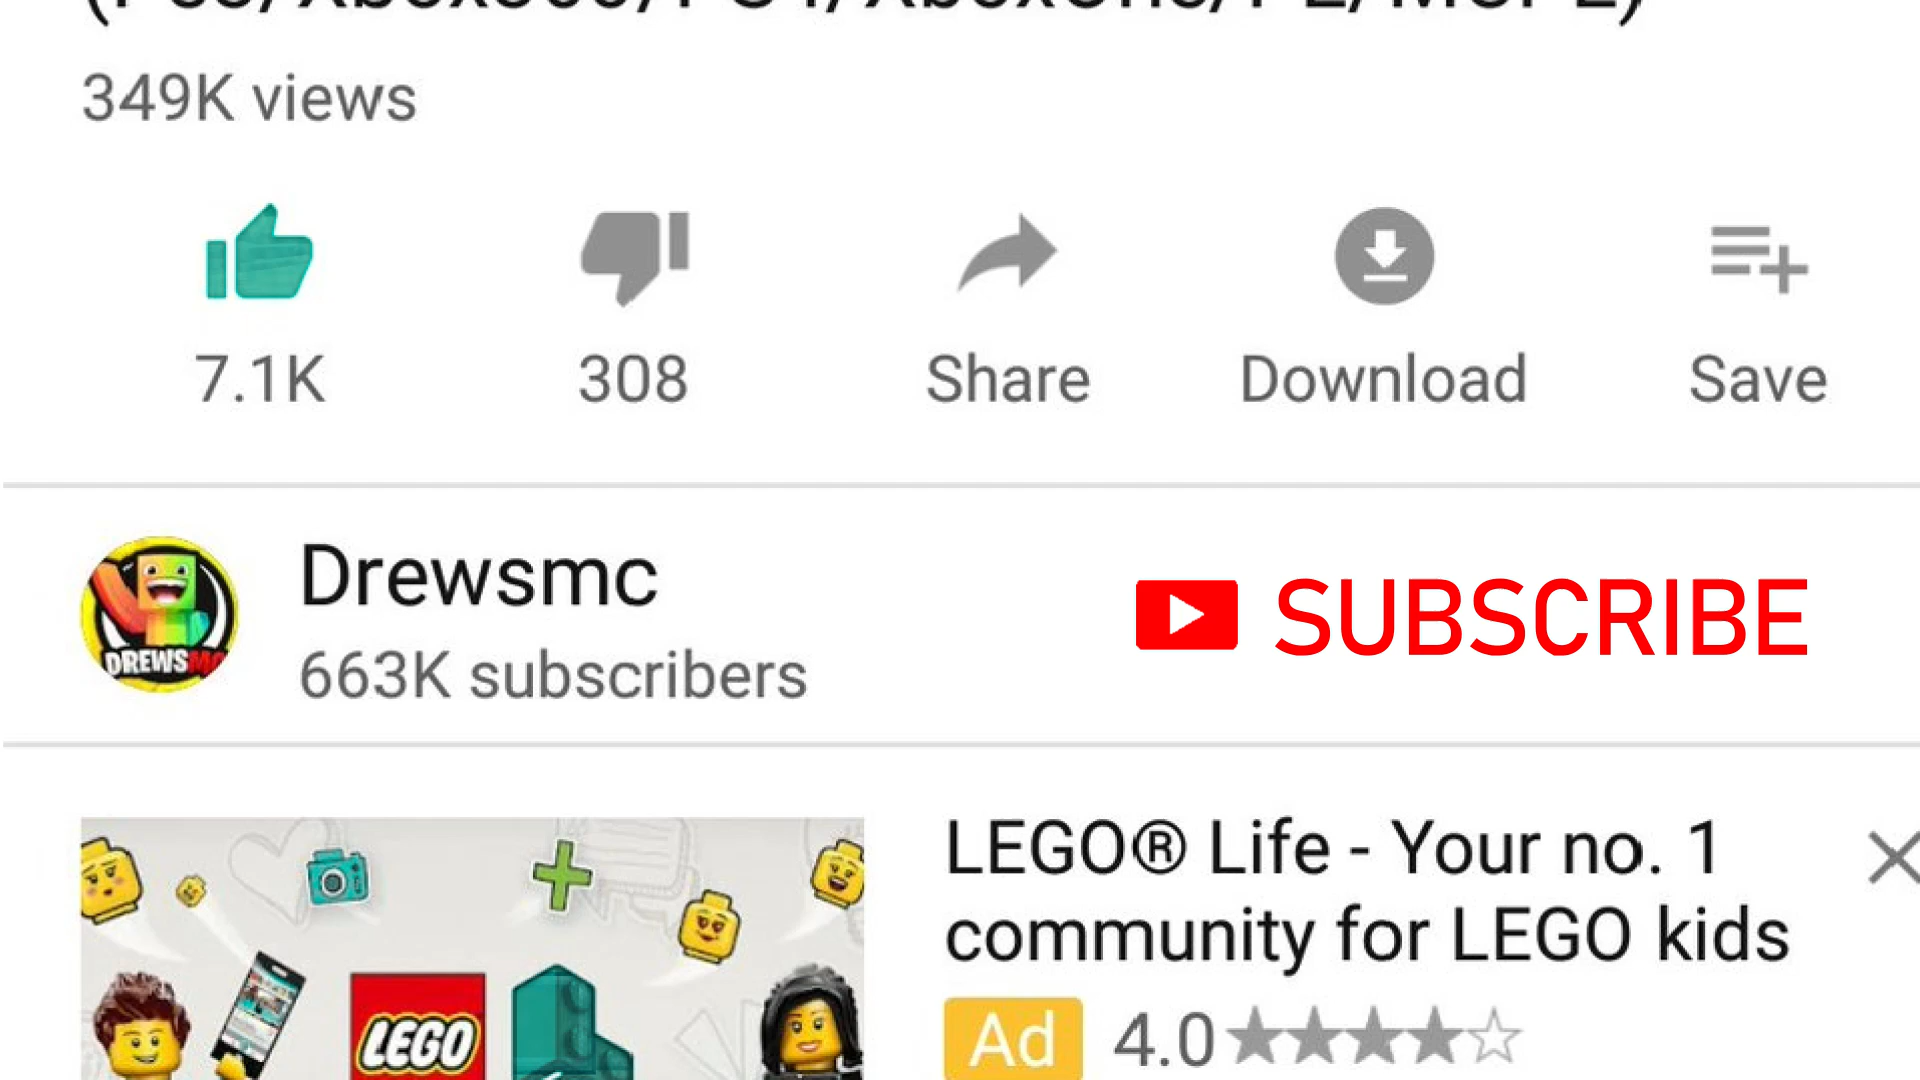 349K views
7.1K
308
Share
Download
Save
Drewsmc
SUBSCRIBE
663K subscribers
DREWSMC
LEGO® Life - Your no. 1
community for LEGO kids
Ad 4.0
LEGO